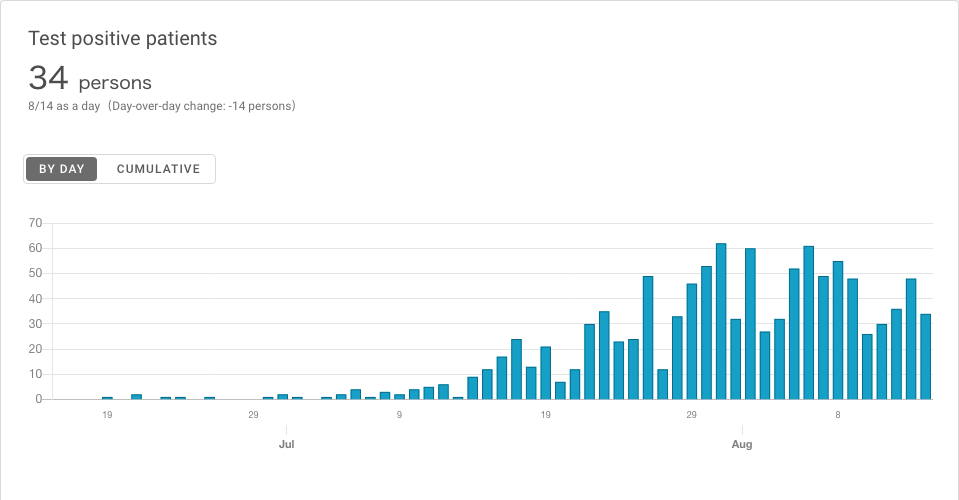 Test positive patients
34 persons
8/14 as a day（Day-over-day change: -14 persons）
BY DAY CUMULATIVE
70
60
50
40
30
20
10
0
19 29 9 19 29 8
Jul Aug